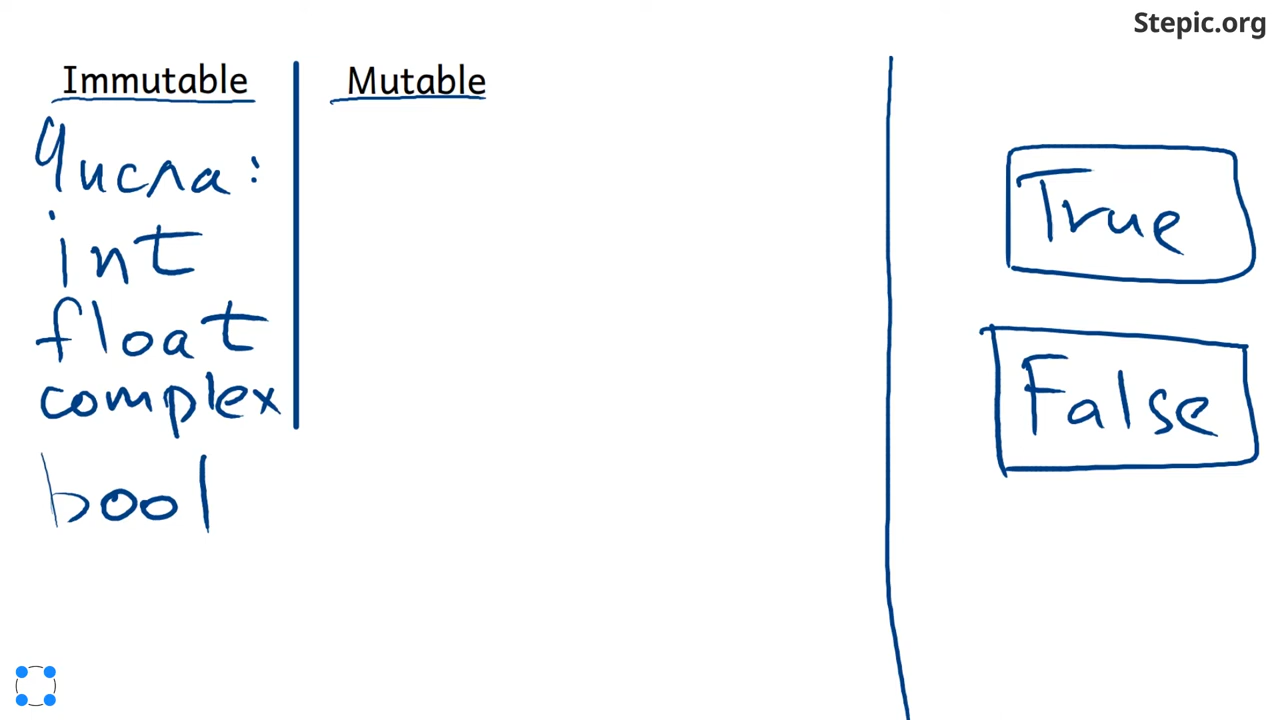 Stepic.org
Immutable
Mutable
Числа:
int
float
complex
bool
True
False